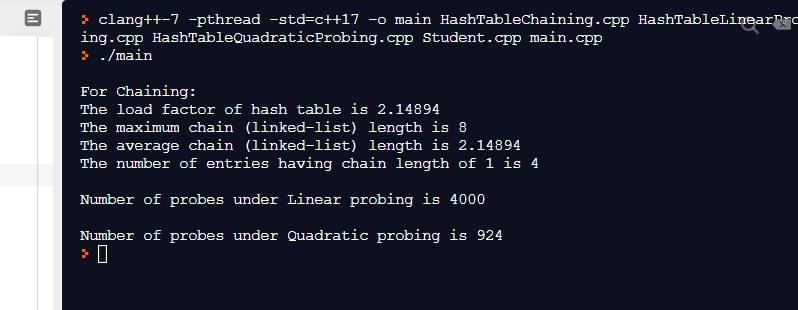 > clang++-7 -pthread -std=c++17 -o main HashTableChaining.cpp HashTableLinearPro
ing.cpp HashTableQuadraticProbing.cpp Student.cpp main.cpp
> ./main
For Chaining:
The load factor of hash table is 2.14894
The maximum chain (linked-list) length is 8
The average chain (linked-list) length is 2.14894
The number of entries having chain length of 1 is 4
Number of probes under Linear probing is 4000
Number of probes under Quadratic probing is 924
>